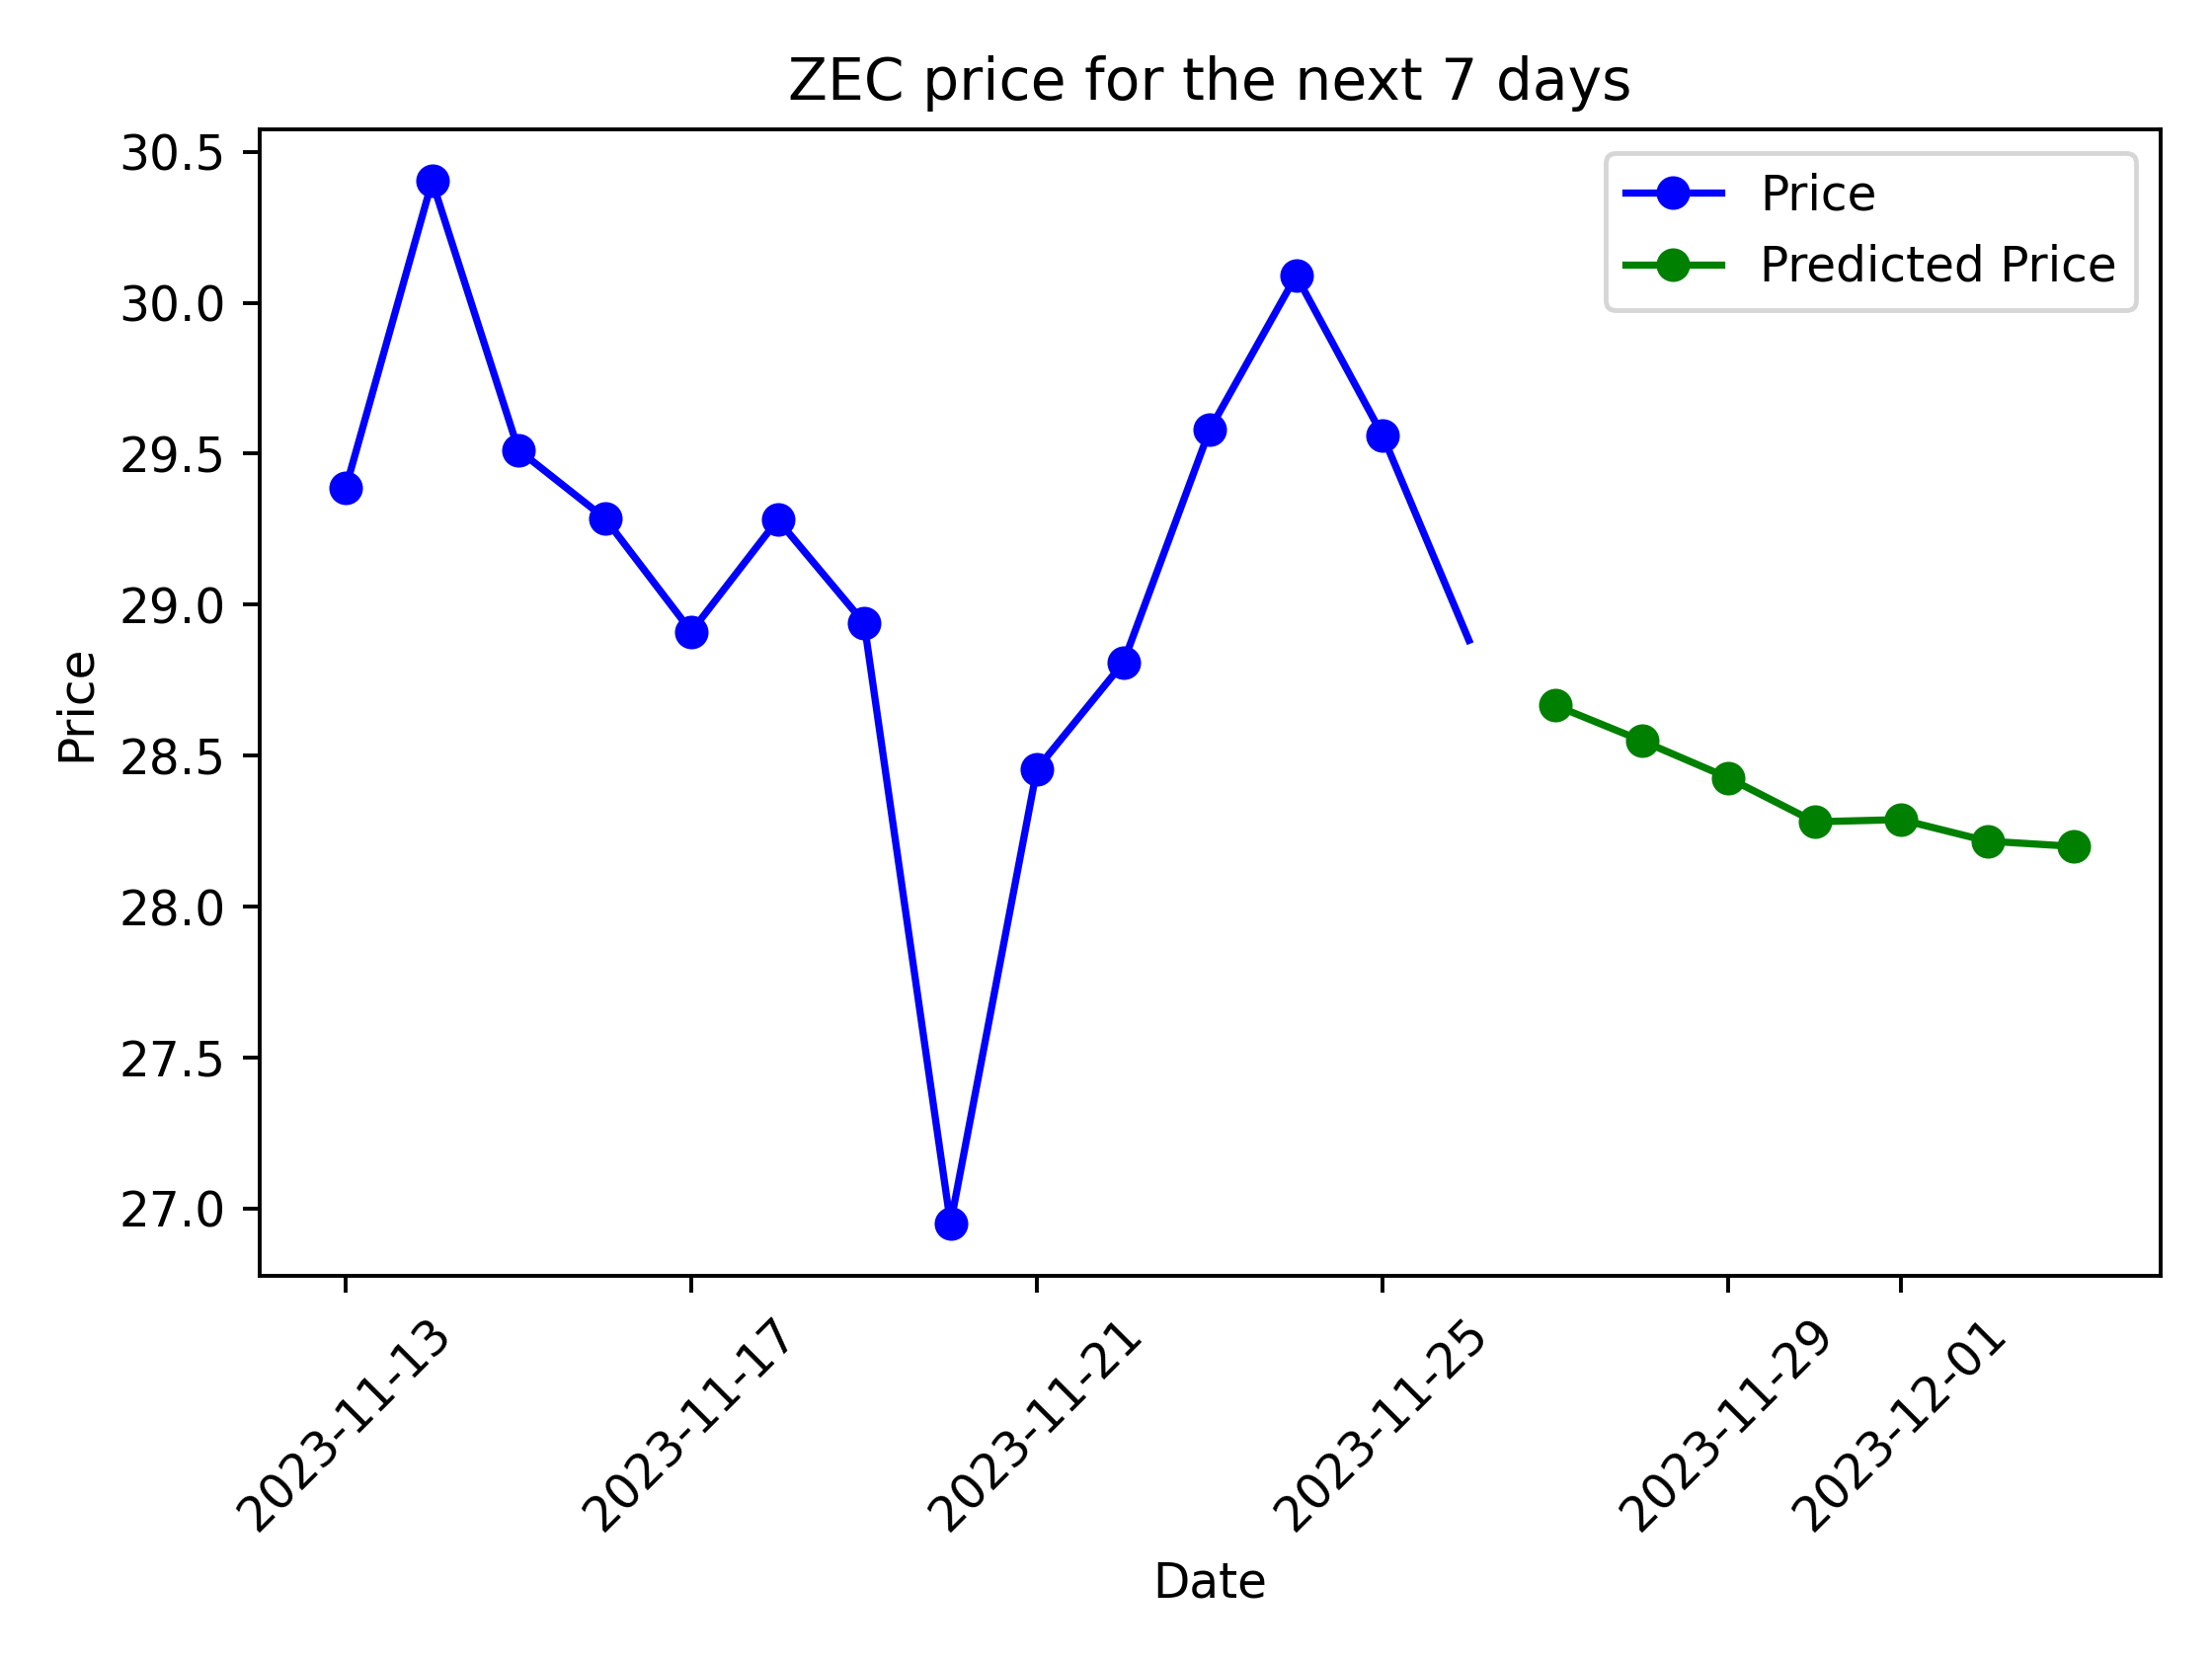 ZEC price for the next 7 days
Price
Predicted Price
30.5
30.0
29.5
29.0
28.5
28.0
27.5
27.0
Price
2023-11-13
2023-11-17
2023-11-21
2023-11-25
2023-11-29
2023-12-01
Date